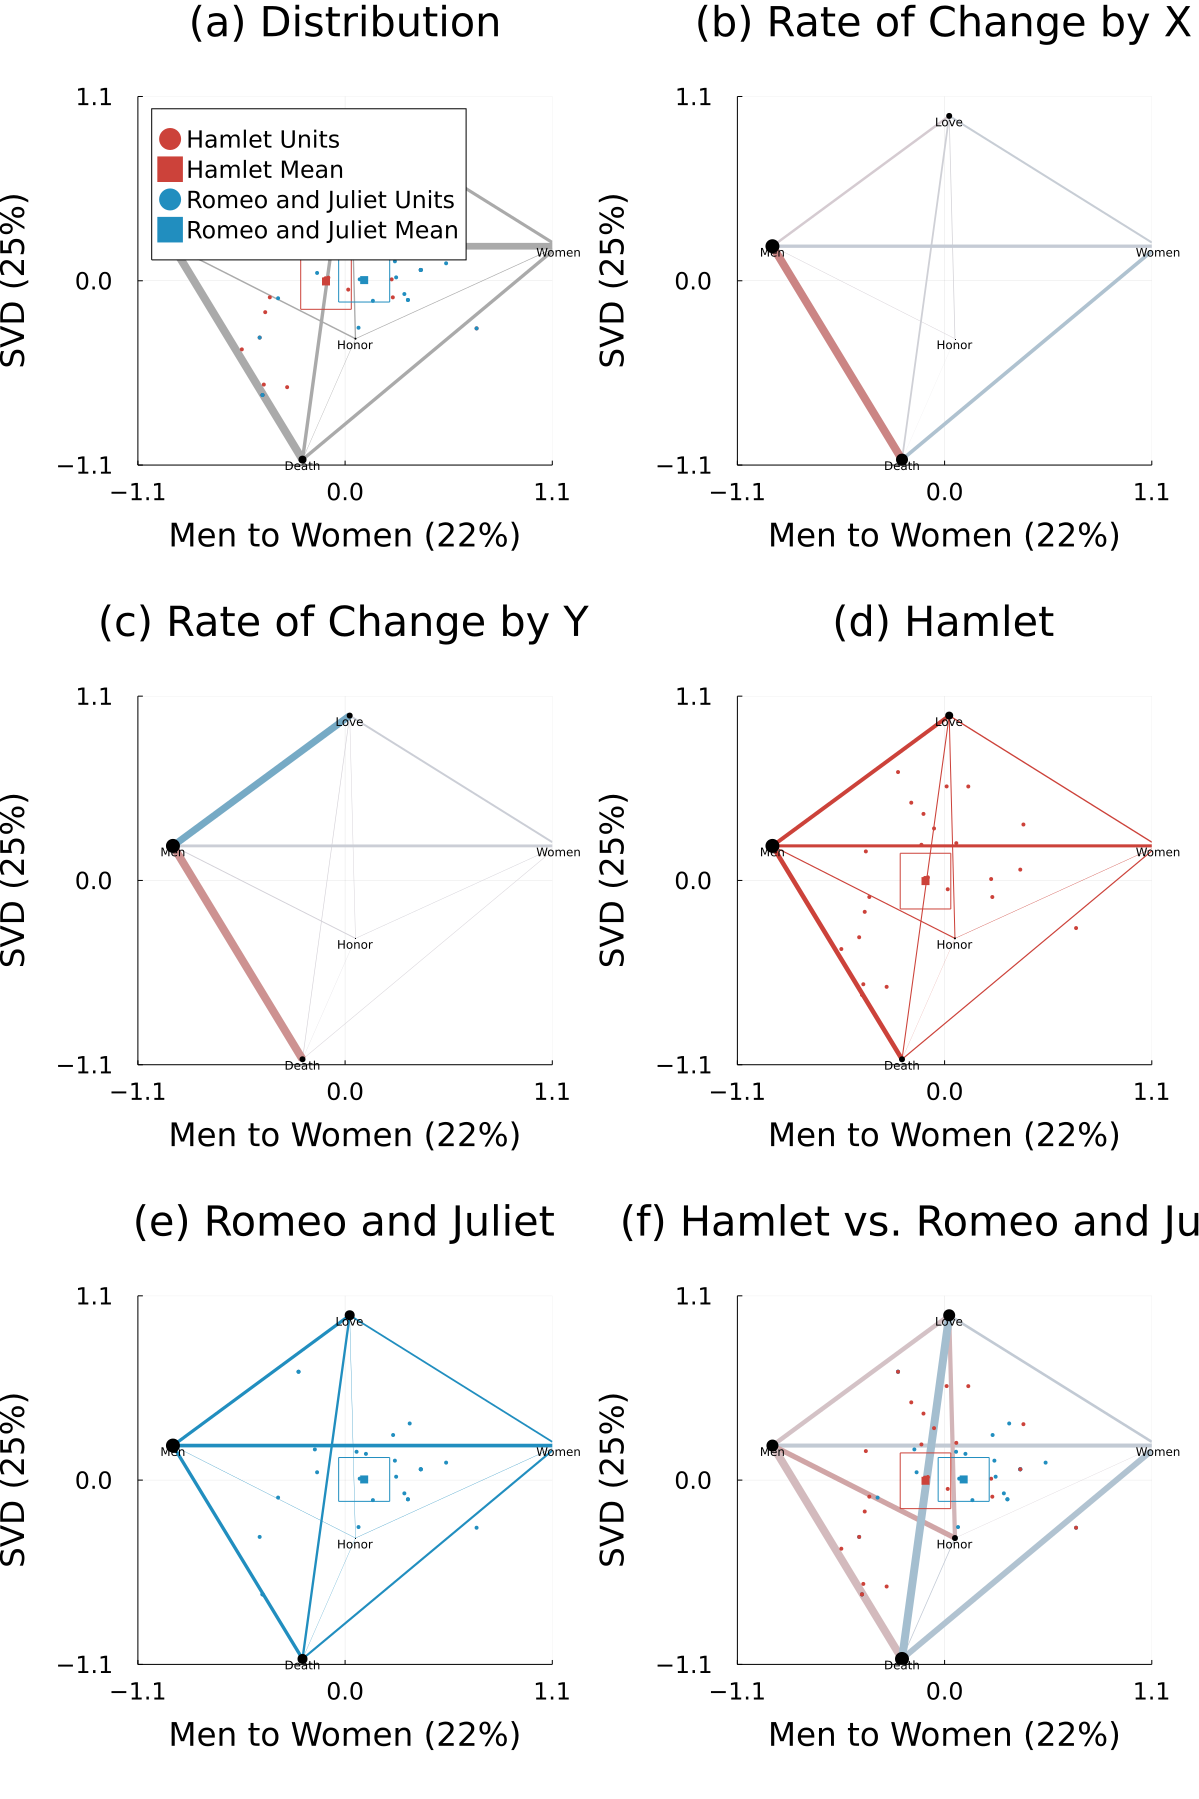 (a) Distribution
(b) Rate of Change by X
1.1
Hamlet Units
Hamlet Mean
Romeo and Juliet Units
Romeo and Juliet Mean
SVD (25%)
0.0
Women
Honor
Death
−1.1
−1.1
0.0
1.1
Men to Women (22%)
1.1
Love
Men
Women
SVD (25%)
0.0
Honor
Death
−1.1
−1.1
0.0
1.1
Men to Women (22%)
(c) Rate of Change by Y
(d) Hamlet
1.1
Love
Men
Women
SVD (25%)
0.0
Honor
Death
−1.1
−1.1
0.0
1.1
Men to Women (22%)
1.1
Love
Men
Women
SVD (25%)
0.0
Honor
Death
−1.1
−1.1
0.0
1.1
Men to Women (22%)
(e) Romeo and Juliet
(f) Hamlet vs. Romeo and Ju
1.1
Love
Men
Women
SVD (25%)
0.0
Honor
Death
−1.1
−1.1
0.0
1.1
Men to Women (22%)
1.1
Love
Men
Women
SVD (25%)
0.0
Honor
Death
−1.1
−1.1
0.0
1.1
Men to Women (22%)